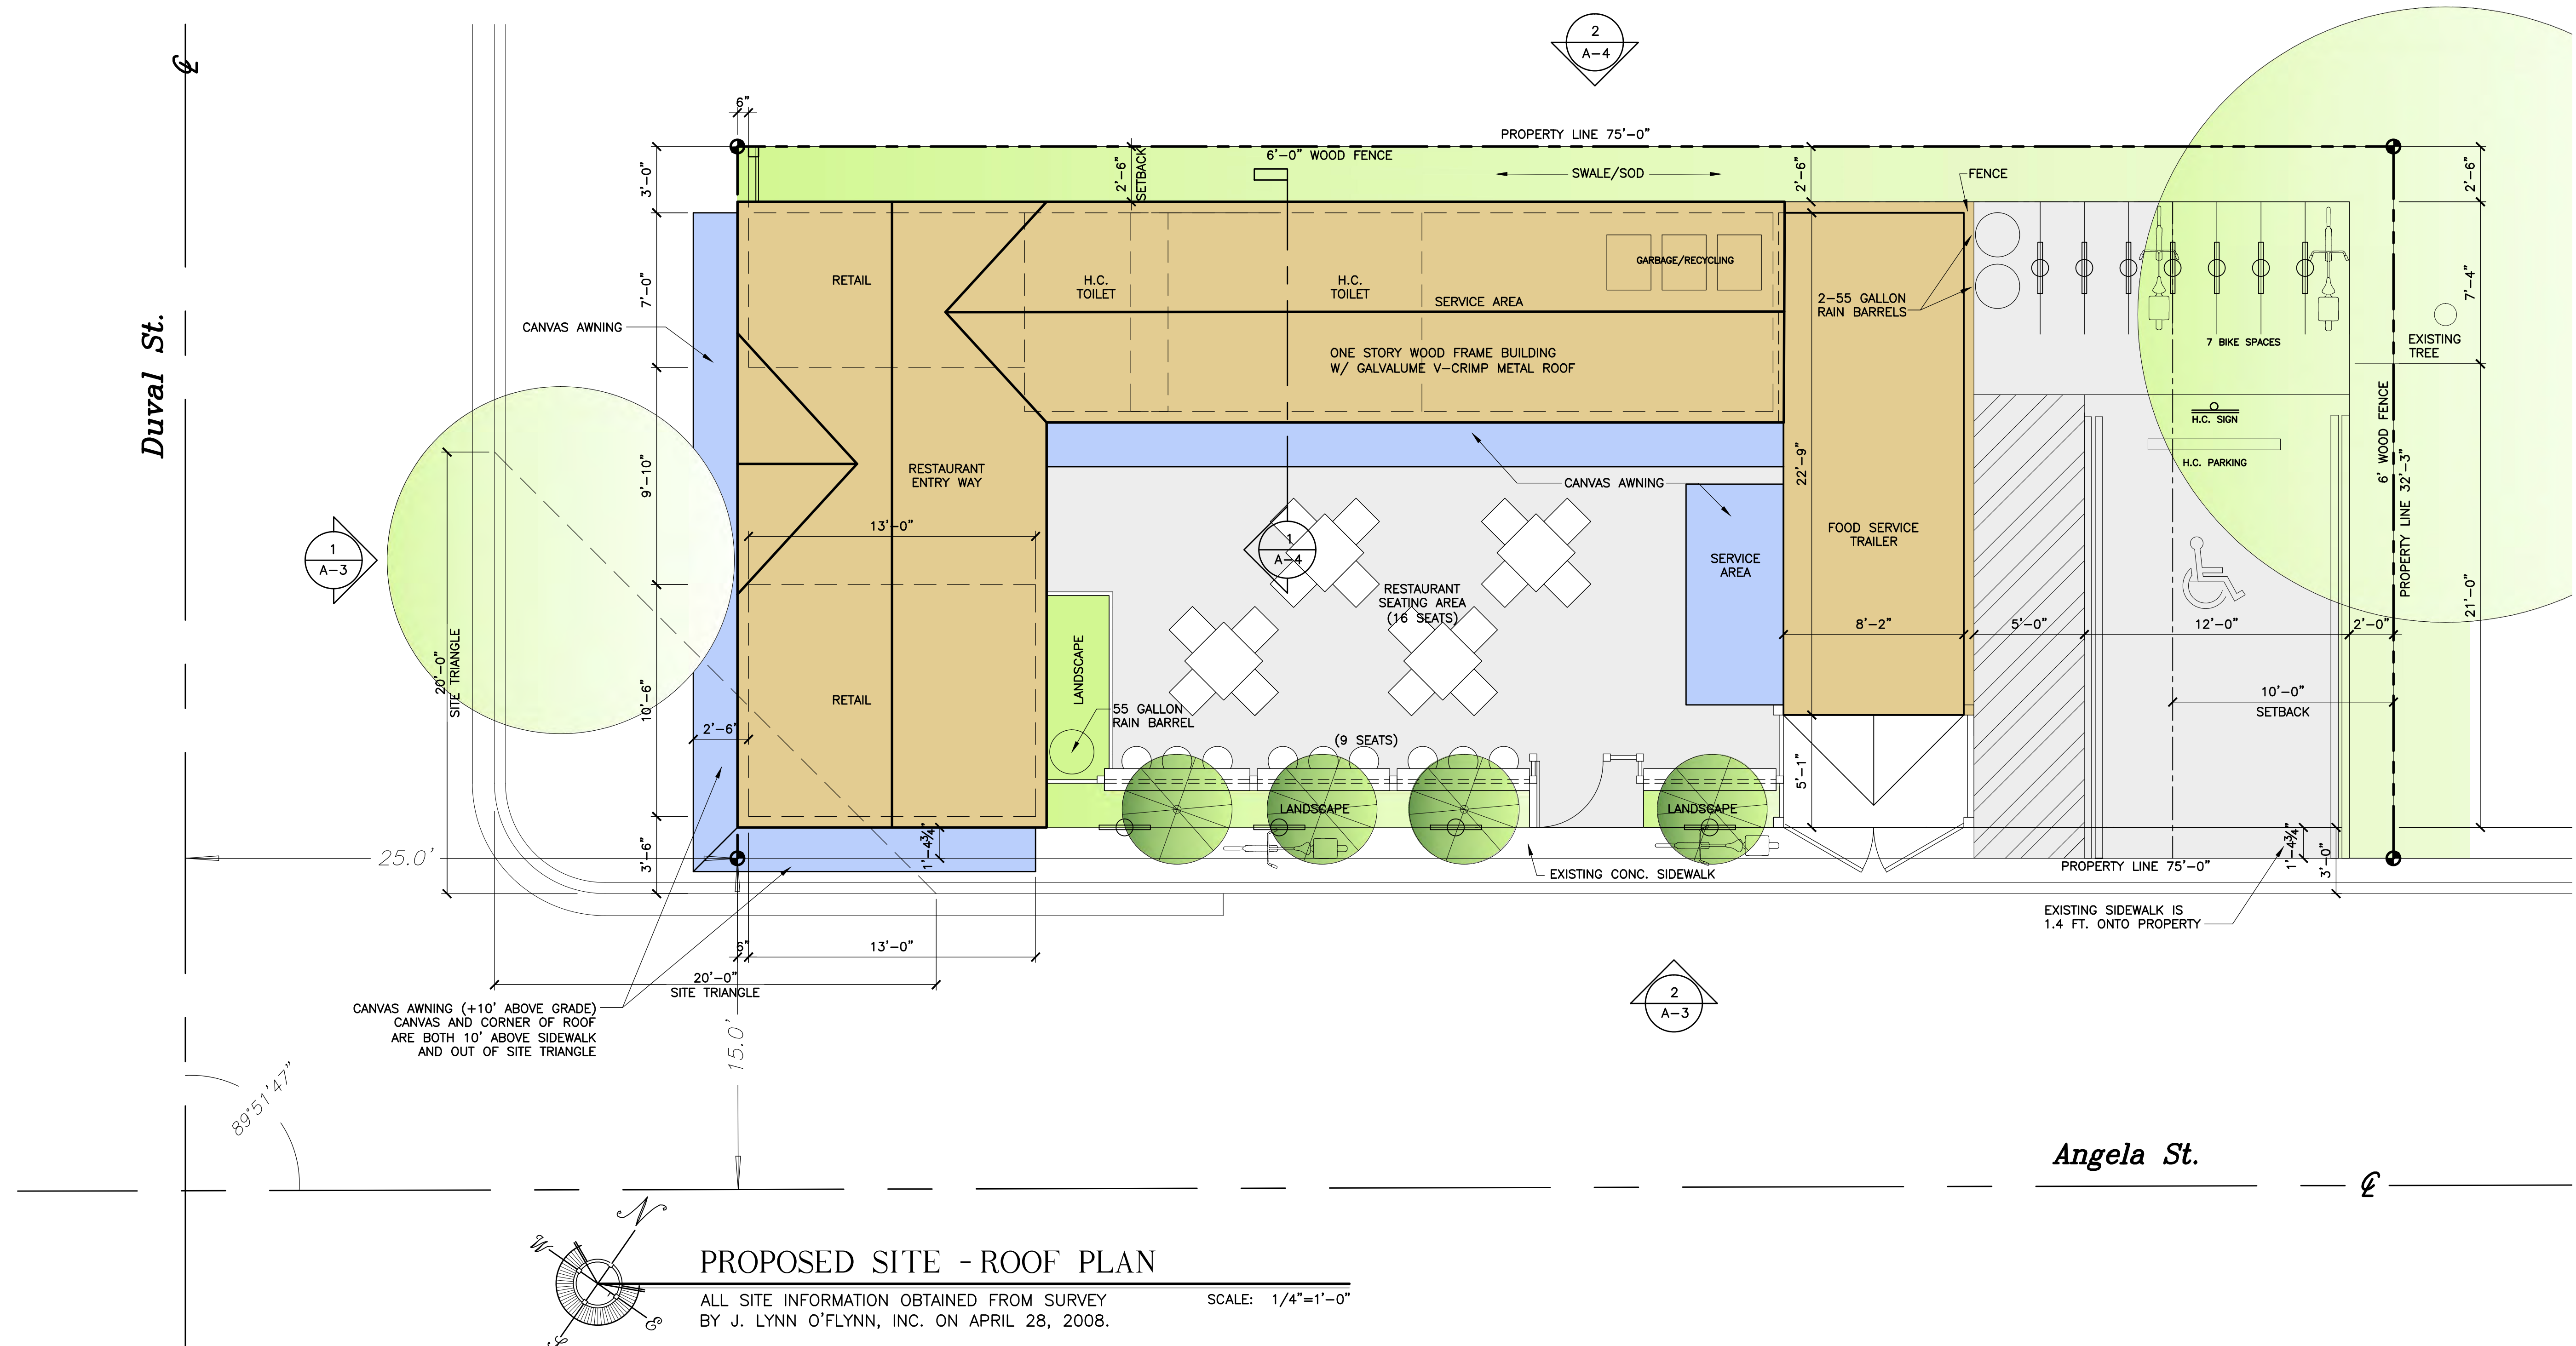 2
A-4
℄
Duval St.
6"
PROPERTY LINE 75'-0"
6'-0" WOOD FENCE
3'-0"
2'-6"
SETBACK
SWALE/SOD
2'-6"
FENCE
2'-6"
RETAIL
H.C.
TOILET
H.C.
TOILET
GARBAGE/RECYCLING
SERVICE AREA
7'-0"
2-55 GALLON
RAIN BARRELS
7'-4"
CANVAS AWNING
7 BIKE SPACES
EXISTING
TREE
ONE STORY WOOD FRAME BUILDING
W/ GALVALUME V-CRIMP METAL ROOF
H.C. SIGN
H.C. PARKING
6' WOOD FENCE
PROPERTY LINE 32'-3"
9'-10"
RESTAURANT
ENTRY WAY
CANVAS AWNING
22'-9"
13'-0"
FOOD SERVICE
TRAILER
1
A-3
1
A-4
SERVICE
AREA
RESTAURANT
SEATING AREA
(16 SEATS)
21'-0"
8'-2"
5'-0"
12'-0"
2'-0"
20'-0"
SITE TRIANGLE
LANDSCAPE
10'-6"
RETAIL
55 GALLON
RAIN BARREL
10'-0"
SETBACK
2'-6"
(9 SEATS)
5'-1"
LANDSCAPE
LANDSCAPE
3'-6"
1'-4¾"
25.0'
1'-4¾"
3'-0"
PROPERTY LINE 75'-0"
EXISTING CONC. SIDEWALK
EXISTING SIDEWALK IS
1.4 FT. ONTO PROPERTY
6"
13'-0"
20'-0"
SITE TRIANGLE
CANVAS AWNING (+10' ABOVE GRADE)
CANVAS AND CORNER OF ROOF
ARE BOTH 10' ABOVE SIDEWALK
AND OUT OF SITE TRIANGLE
2
A-3
15.0'
89°51'47"
Angela St.
℄
N
W
E
PROPOSED SITE - ROOF PLAN
ALL SITE INFORMATION OBTAINED FROM SURVEY
BY J. LYNN O'FLYNN, INC. ON APRIL 28, 2008.
SCALE: 1/4"=1'-0"